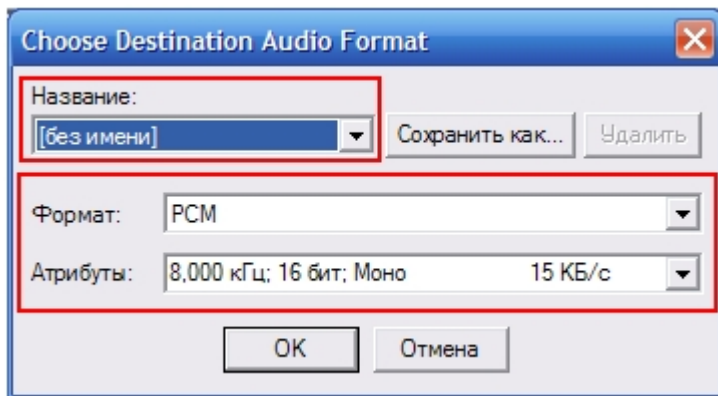 Choose Destination Audio Format
Название:
[без имени]
Сохранить как...
Удалить
Формат:
PCM
Атрибуты:
8,000 кГц; 16 бит; Моно 15 КБ/с
OK
Отмена